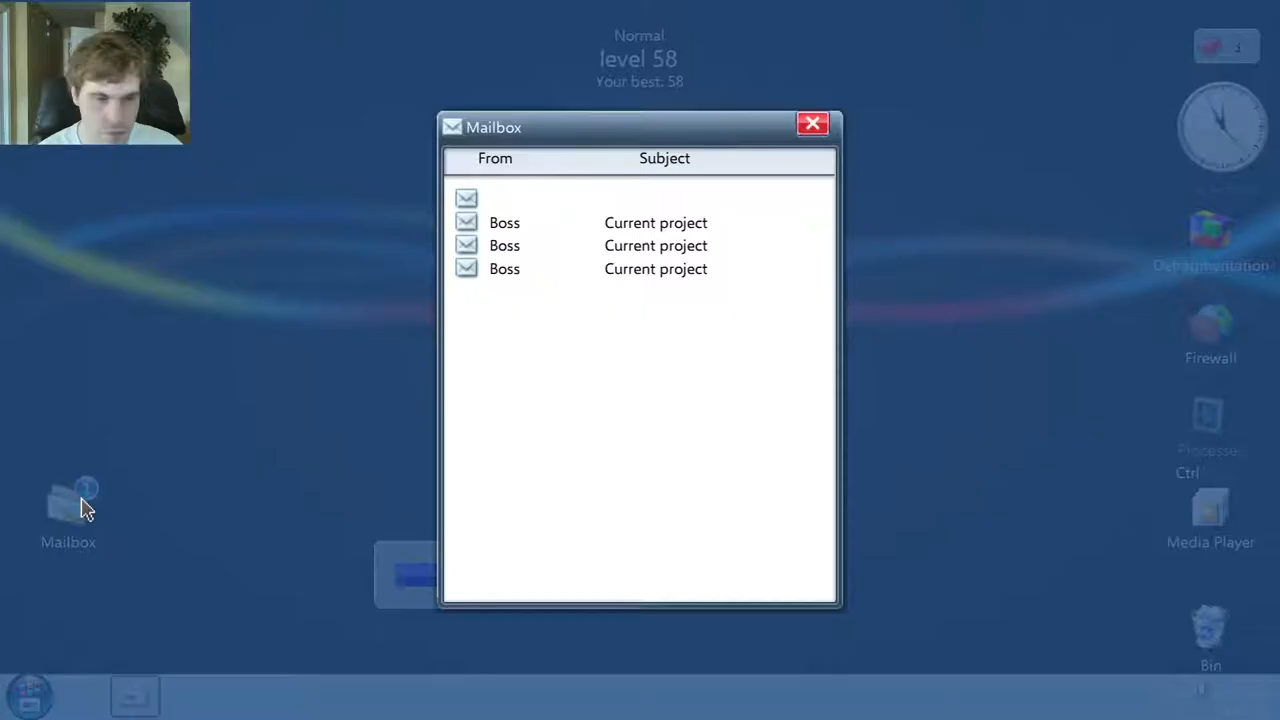 Normal
level 58
Your best: 58
Mailbox
From Subject
Boss Current project
Boss Current project
Boss Current project
Firewall
Ctrl
Mailbox
Media Player
Bin